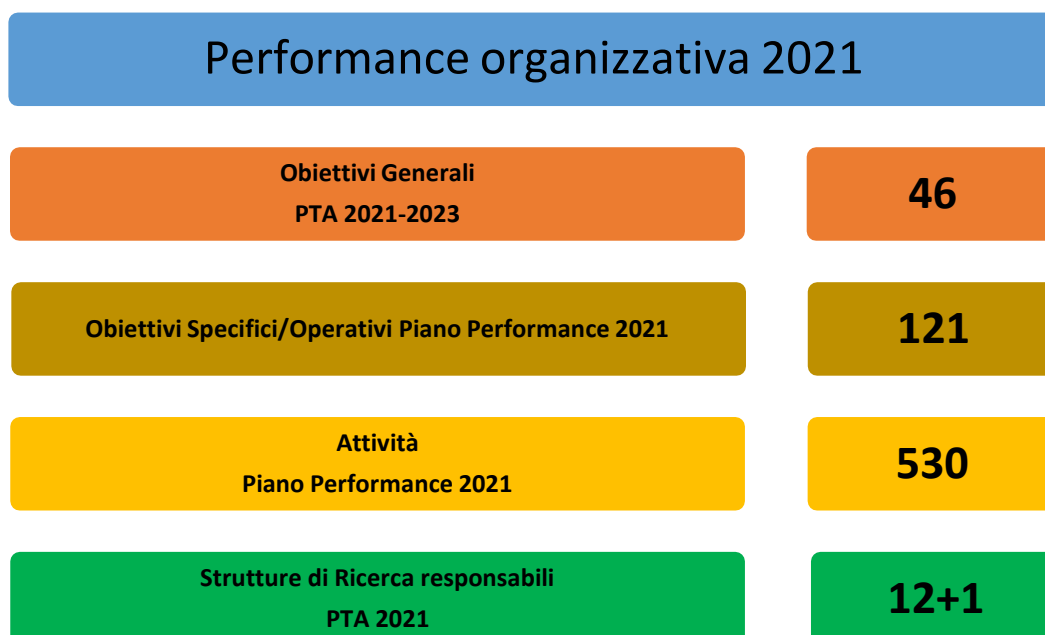 Performance organizzativa 2021
Obiettivi Generali
PTA 2021-2023
46
Obiettivi Specifici/Operativi Piano Performance 2021
121
Attività
Piano Performance 2021
530
Strutture di Ricerca responsabili
PTA 2021
12+1